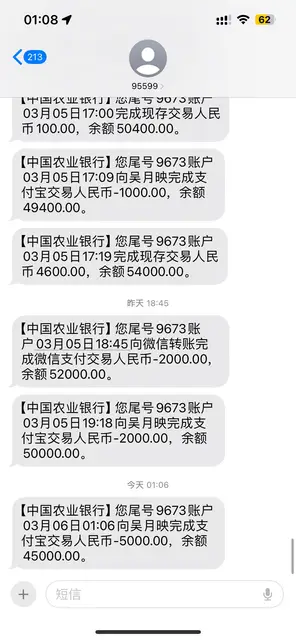 01:08
62
213
95599
【中国农业银行】您尾号9673账户
03月05日17:00完成现存交易人民
币100.00，余额50400.00。
【中国农业银行】您尾号9673账户
03月05日17:09向吴月映完成支
付宝交易人民币-1000.00，余额
49400.00。
【中国农业银行】您尾号9673账户
03月05日17:19完成现存交易人民
币4600.00，余额54000.00。
昨天 18:45
【中国农业银行】您尾号9673账
户03月05日18:45向微信转账完
成微信支付交易人民币-2000.00，
余额52000.00。
【中国农业银行】您尾号9673账户
03月05日19:18向吴月映完成支
付宝交易人民币-2000.00，余额
50000.00。
今天 01:06
【中国农业银行】您尾号9673账户
03月06日01:06向吴月映完成支
付宝交易人民币-5000.00，余额
45000.00。
短信